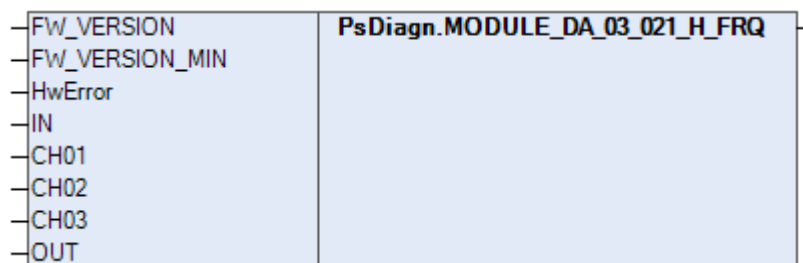 FW_VERSION PsDiagn.MODULE_DA_03_021_H_FRQ
FW_VERSION_MIN
HwError
IN
CH01
CH02
CH03
OUT